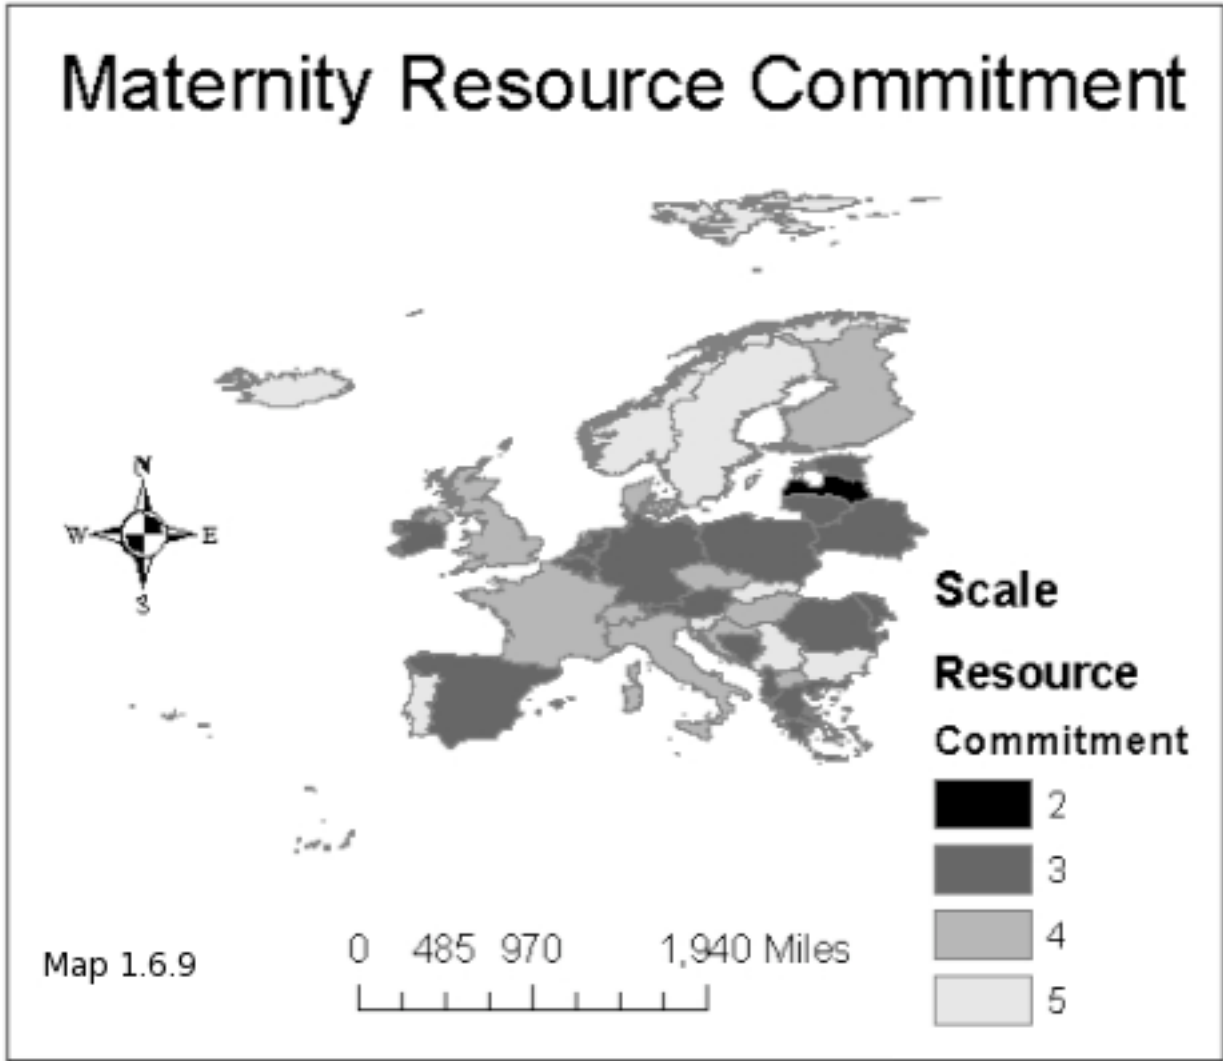 Maternity Resource Commitment
N
W E
S
Scale
Resource
Commitment
2
3
4
5
0 485 970 1,940 Miles
Map 1.6.9